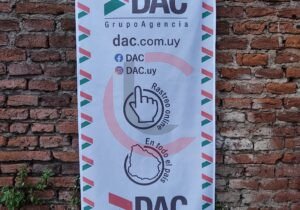 DAC
GrupoAgencia
dac.com.uy
DAC
DAC.uy
Rastreo online
En todo el país
DAC